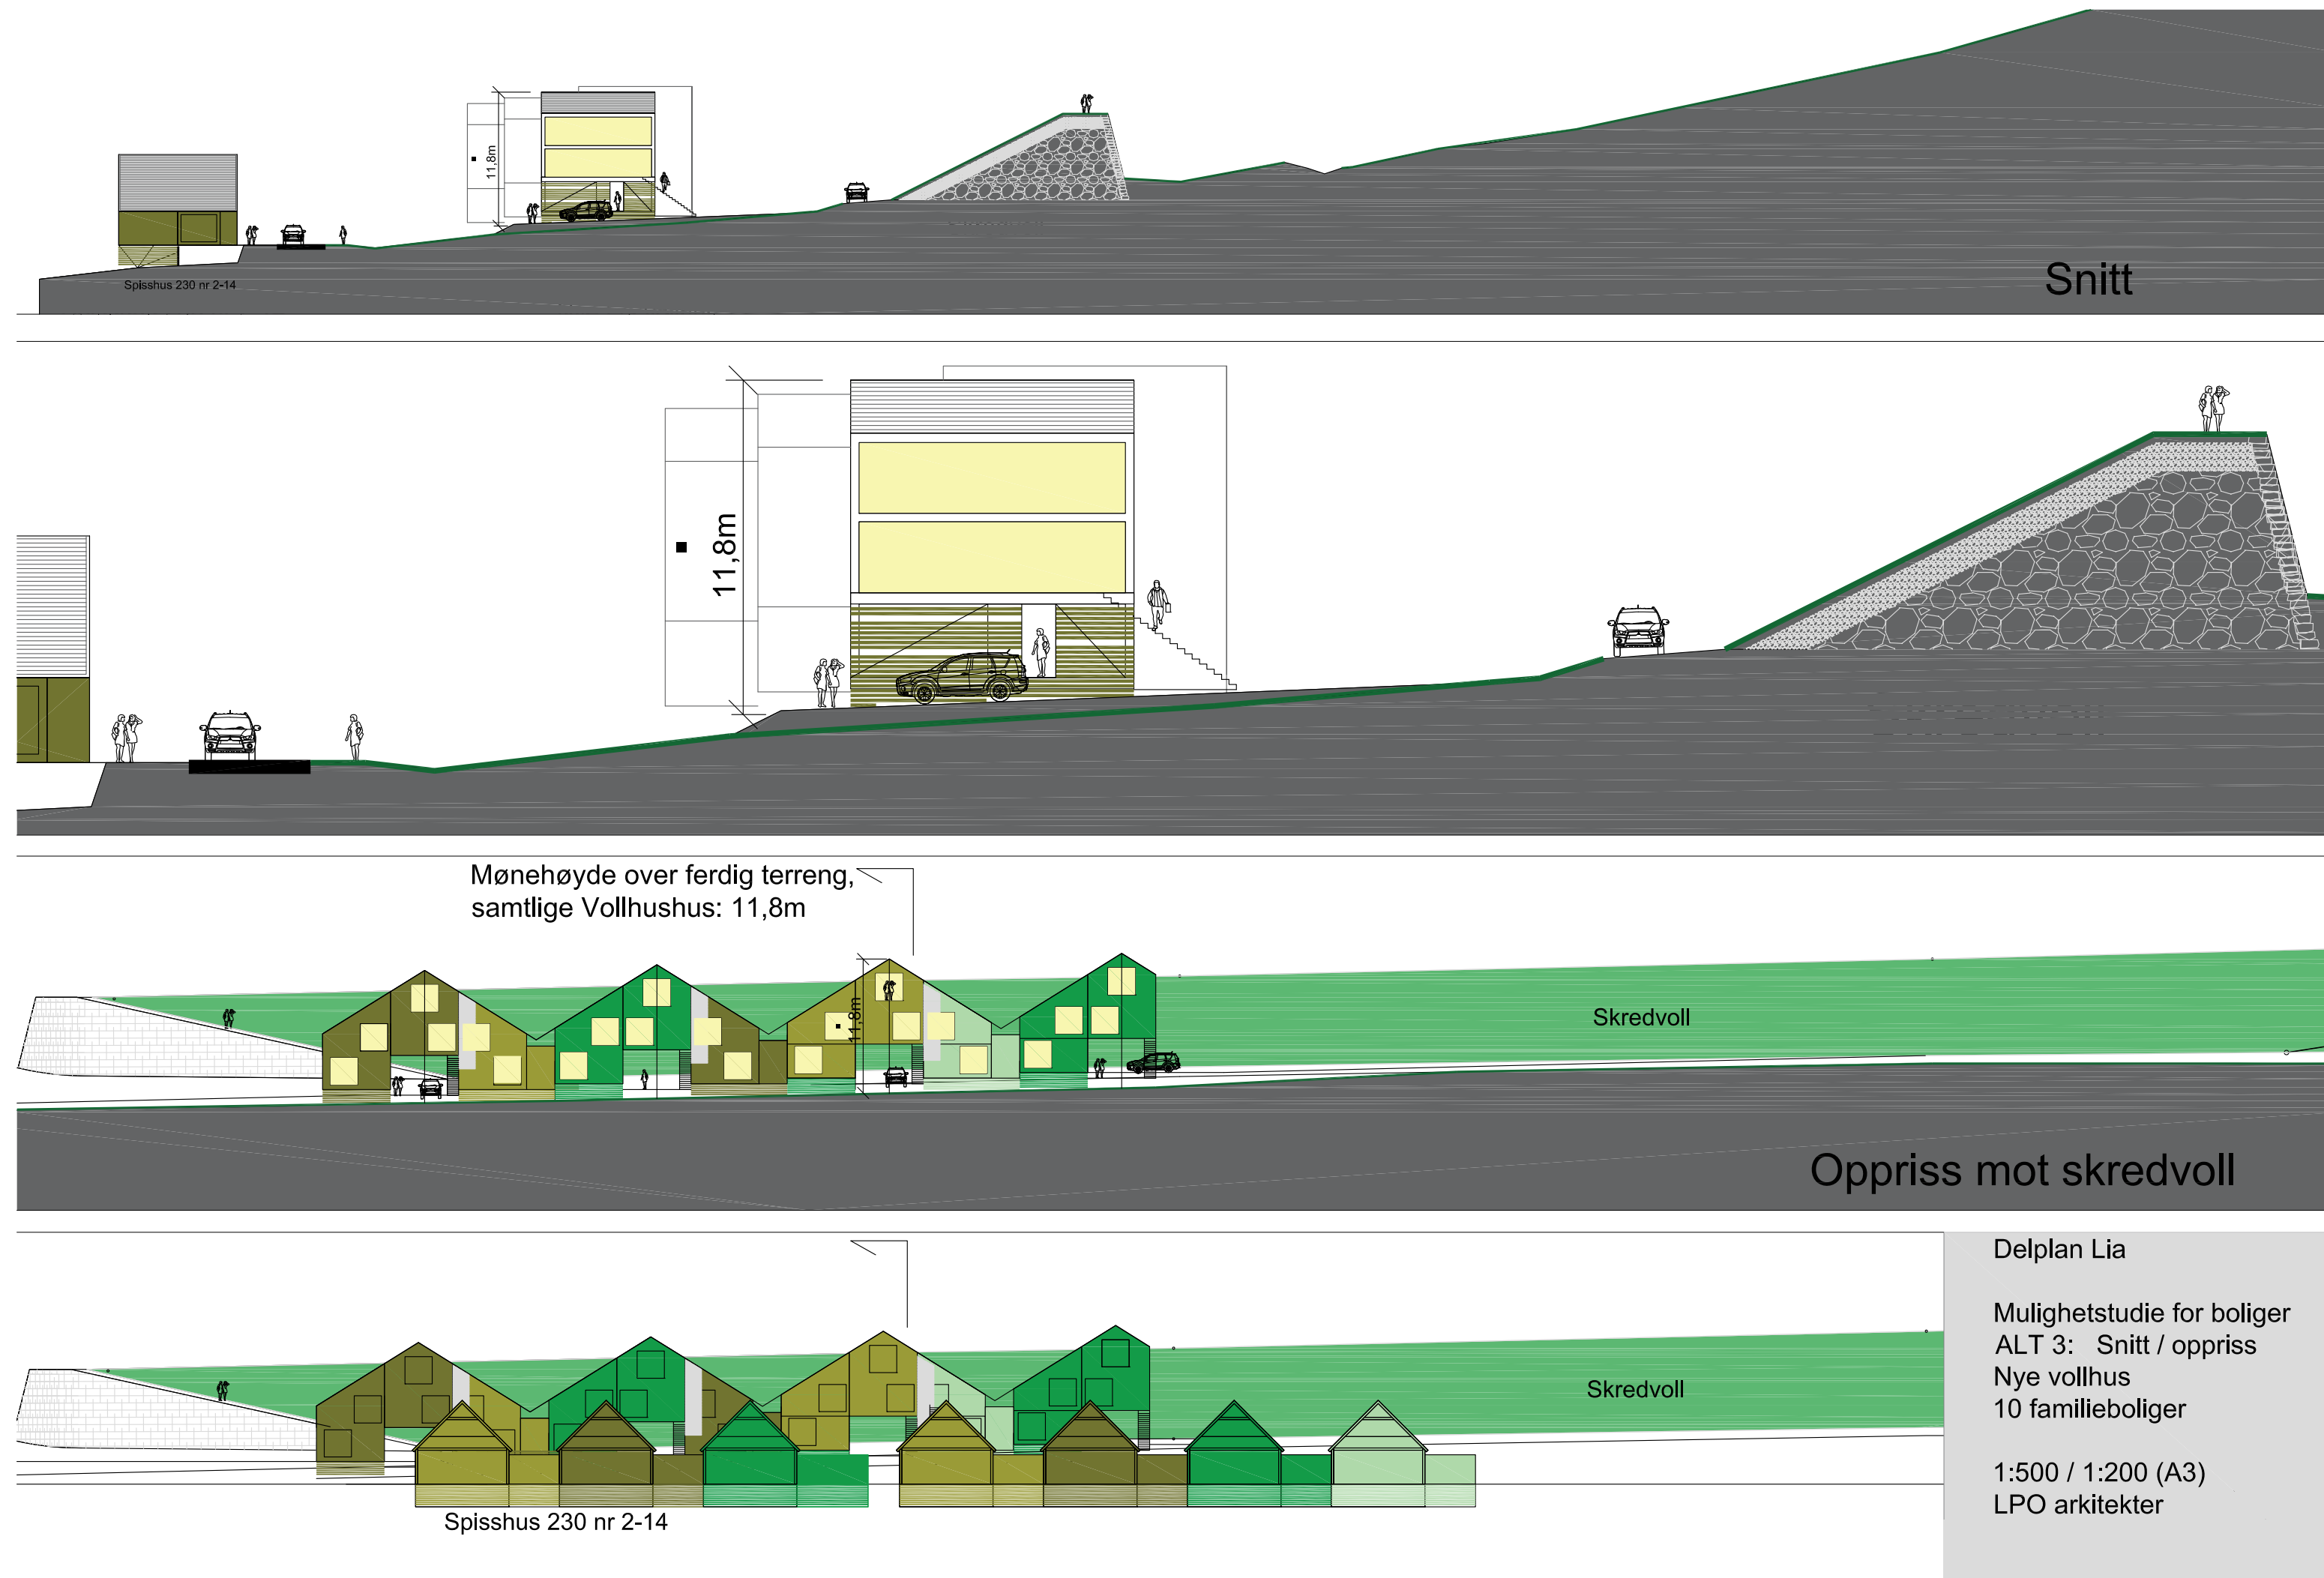 11,8m
Spisshus 230 nr 2-14
Snitt
11,8m
Mønehøyde over ferdig terreng,
samtlige Vollhushus: 11,8m
11,8m
Skredvoll
Oppriss mot skredvoll
Skredvoll
Spisshus 230 nr 2-14
Delplan Lia
Mulighetstudie for boliger
ALT 3: Snitt / oppriss
Nye vollhus
10 familieboliger
1:500 / 1:200 (A3)
LPO arkitekter